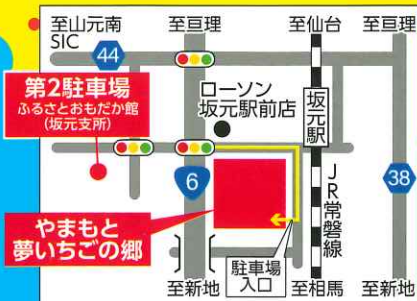 至山元南
SIC
至亘理
至仙台
至亘理
44
第2駐車場
ふるさとおもだか館
(坂元支所)
ローソン
坂元駅前店
坂元駅
6
JR常磐線
38
やまもと
夢いちごの郷
駐車場
入口
至新地
至相馬
至新地